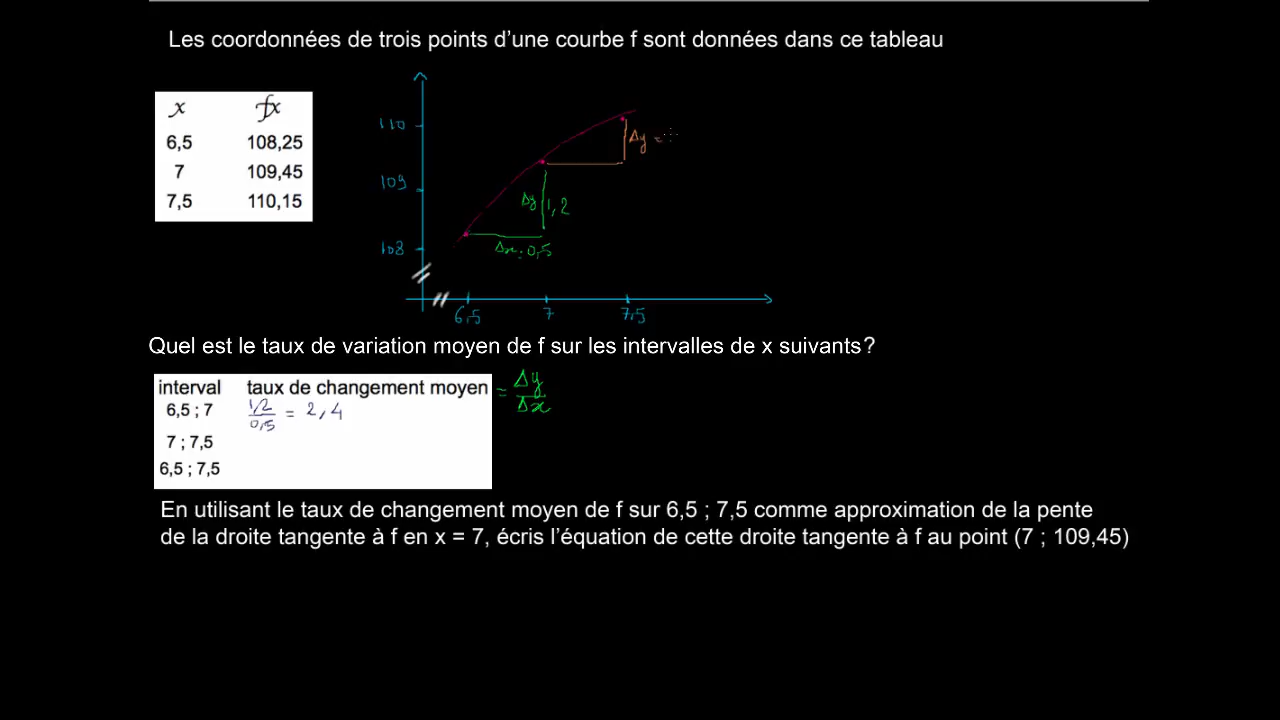 Les coordonnées de trois points d'une courbe f sont données dans ce tableau
x fx
6,5 108,25
7 109,45
7,5 110,15
110
109
108
Δy =
Δy 1,2
Δx = 0,5
6,5 7 7,5
Quel est le taux de variation moyen de f sur les intervalles de x suivants?
interval taux de changement moyen = Δy/Δx
6,5 ; 7 1,2/0,5 = 2,4
7 ; 7,5
6,5 ; 7,5
En utilisant le taux de changement moyen de f sur 6,5 ; 7,5 comme approximation de la pente
de la droite tangente à f en x = 7, écris l'équation de cette droite tangente à f au point (7 ; 109,45)